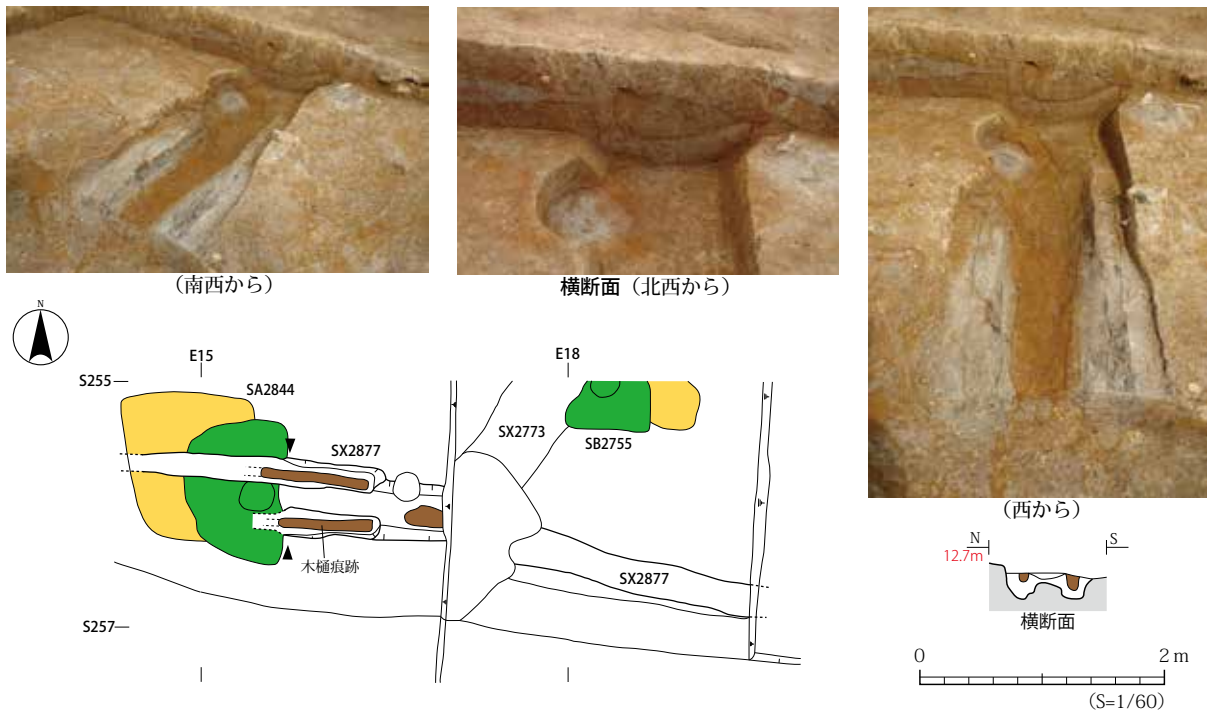 (南西から)
横断面（北西から）
(西から)
N
E15
E18
S255
SA2844
SX2877
SX2773
SB2755
木樋痕跡
SX2877
S257
N
S
12.7m
横断面
0
2 m
(S=1/60)